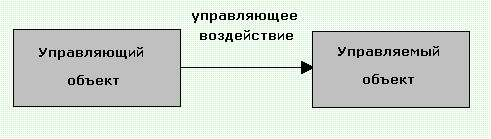 управляющее
воздействие
Управляющий
объект
Управляемый
объект